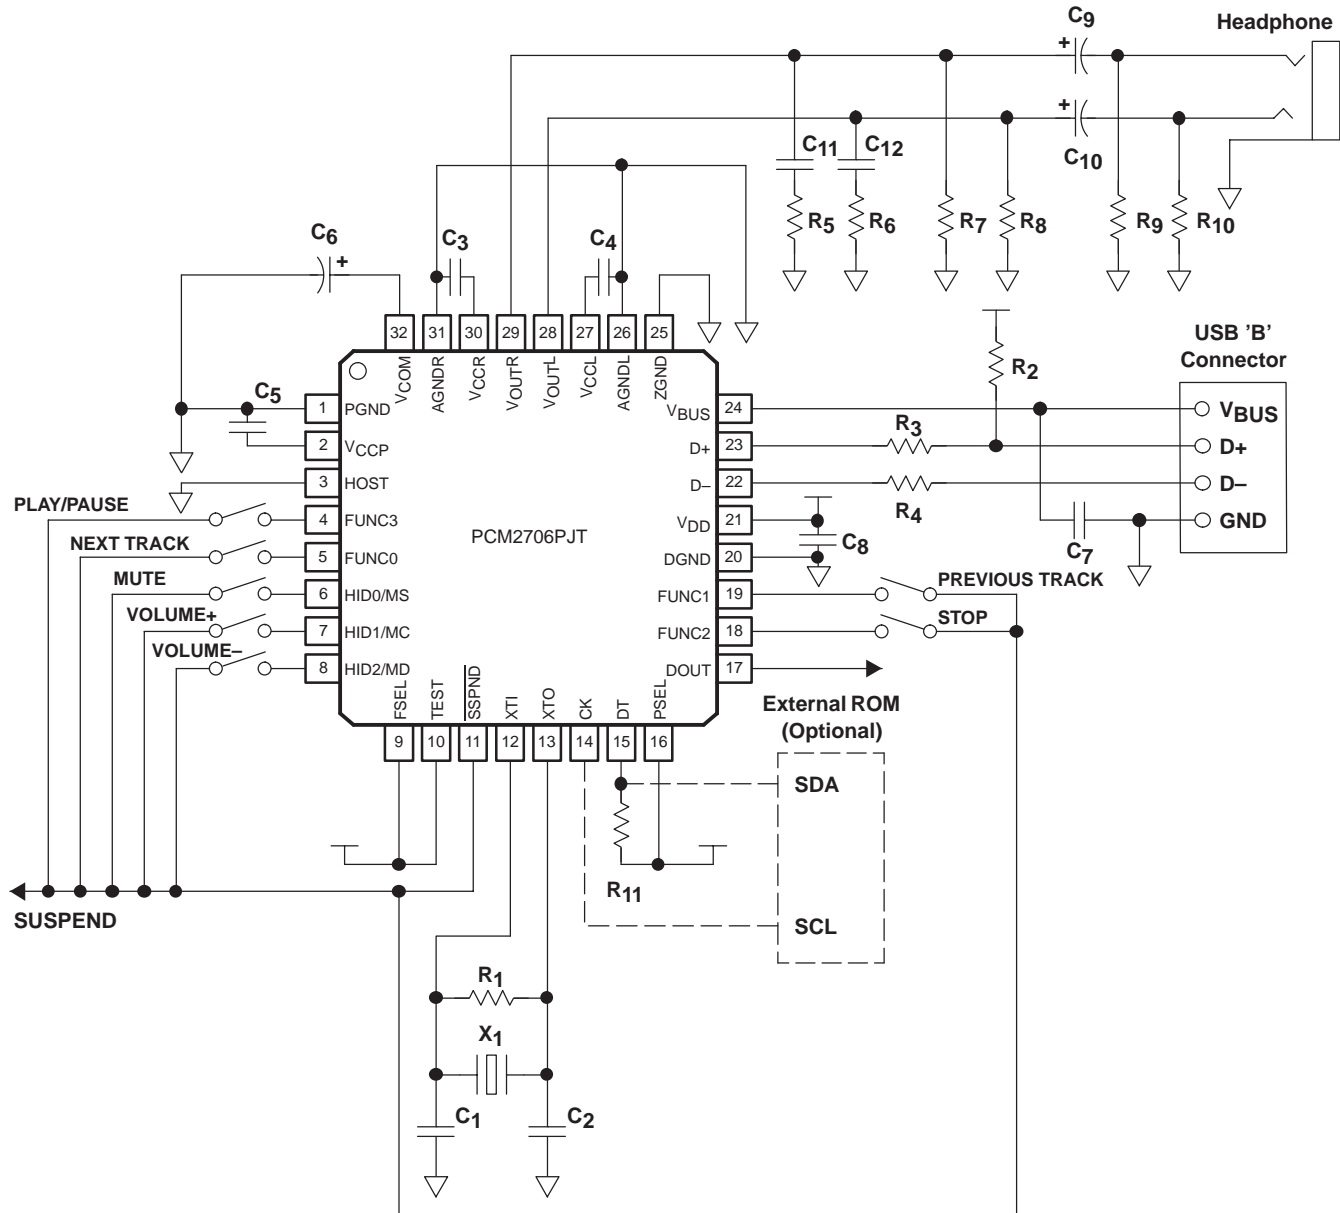 C9
Headphone
+
+
C10
C11
C12
R5
R6
R7
R8
R9
R10
C6
+
C3
C4
32
31
30
29
28
27
26
25
VCOM
AGNDR
VCCR
VOUTR
VOUTL
VCCL
AGNDL
ZGND
R2
USB 'B'
Connector
C5
1
PGND
VBUS
24
VBUS
2
VCCP
D+
23
R3
D+
3
HOST
D–
22
R4
D–
PLAY/PAUSE
4
FUNC3
PCM2706PJT
VDD
21
C8
C7
GND
NEXT TRACK
5
FUNC0
DGND
20
MUTE
6
HID0/MS
FUNC1
19
PREVIOUS TRACK
VOLUME+
7
HID1/MC
FUNC2
18
STOP
VOLUME–
8
HID2/MD
DOUT
17
FSEL
TEST
SSPND
XTI
XTO
CK
DT
PSEL
9
10
11
12
13
14
15
16
External ROM
(Optional)
SDA
R11
SCL
SUSPEND
R1
X1
C1
C2